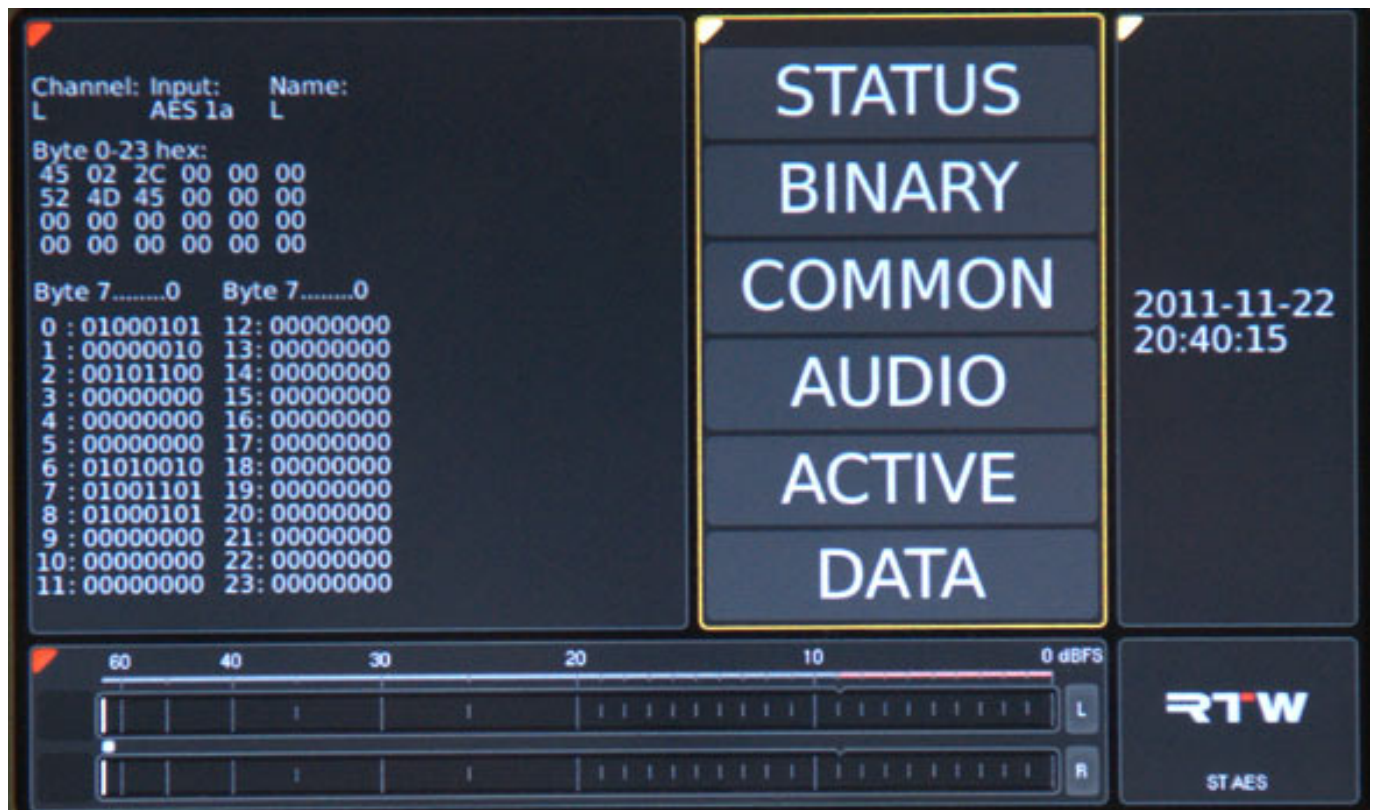 Channel: Input: Name:
L AES 1a L
Byte 0-23 hex:
45 02 2C 00 00 00
52 4D 45 00 00 00
00 00 00 00 00 00
00 00 00 00 00 00
Byte 7........0 Byte 7........0
0 : 01000101 12: 00000000
1 : 00000010 13: 00000000
2 : 00101100 14: 00000000
3 : 00000000 15: 00000000
4 : 00000000 16: 00000000
5 : 00000000 17: 00000000
6 : 01010010 18: 00000000
7 : 01001101 19: 00000000
8 : 01000101 20: 00000000
9 : 00000000 21: 00000000
10: 00000000 22: 00000000
11: 00000000 23: 00000000
STATUS
BINARY
COMMON
AUDIO
ACTIVE
DATA
2011-11-22
20:40:15
60 40 30 20 10 0 dBFS
L
R
RTW
ST AES